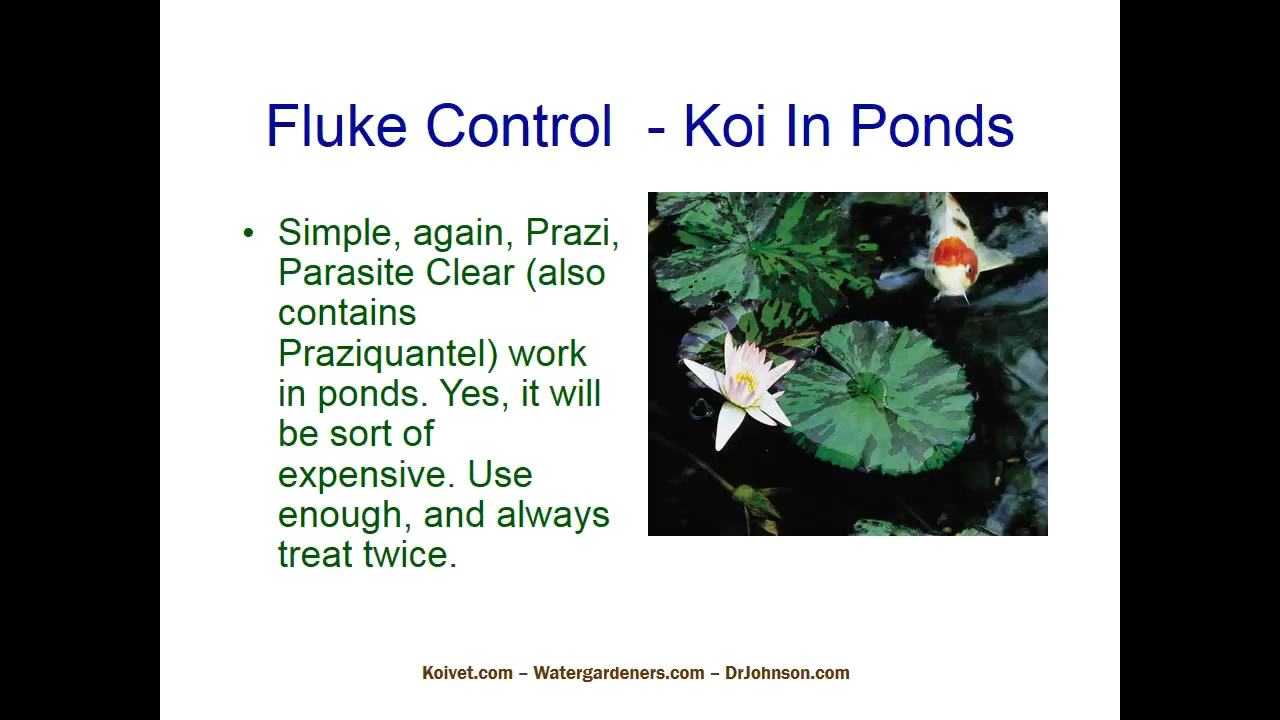 Fluke Control - Koi In Ponds
• Simple, again, Prazi,
Parasite Clear (also
contains
Praziquantel) work
in ponds. Yes, it will
be sort of
expensive. Use
enough, and always
treat twice.
Koivet.com – Watergardeners.com – DrJohnson.com